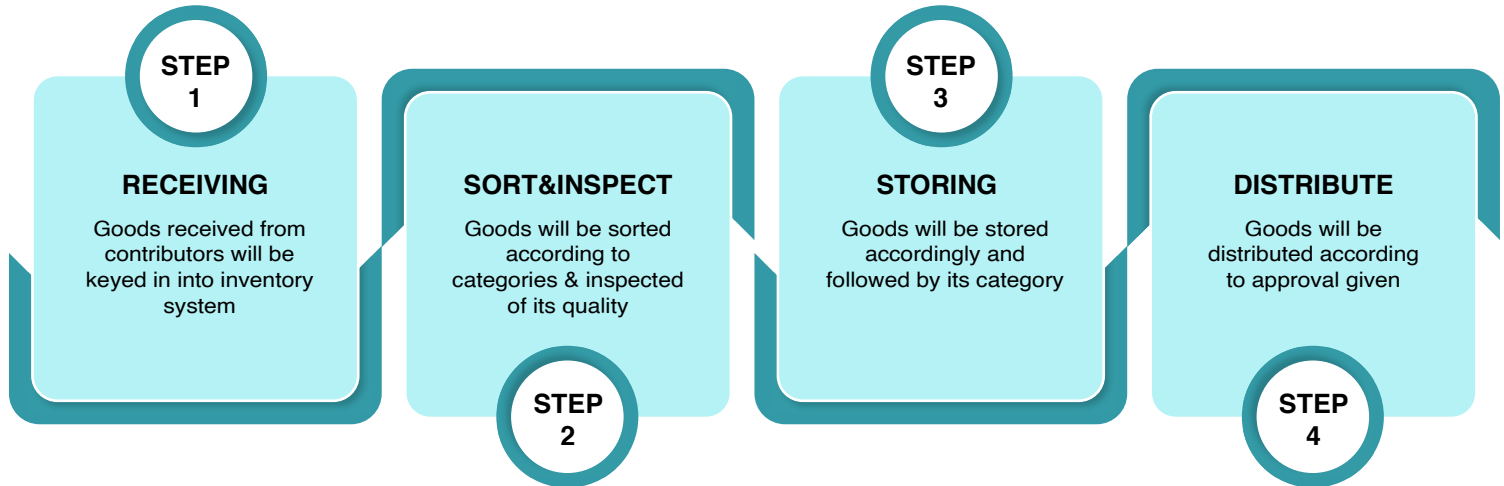 STEP
1
RECEIVING
Goods received from
contributors will be
keyed in into inventory
system
SORT&INSPECT
Goods will be sorted
according to
categories & inspected
of its quality
STEP
2
STEP
3
STORING
Goods will be stored
accordingly and
followed by its category
DISTRIBUTE
Goods will be
distributed according
to approval given
STEP
4